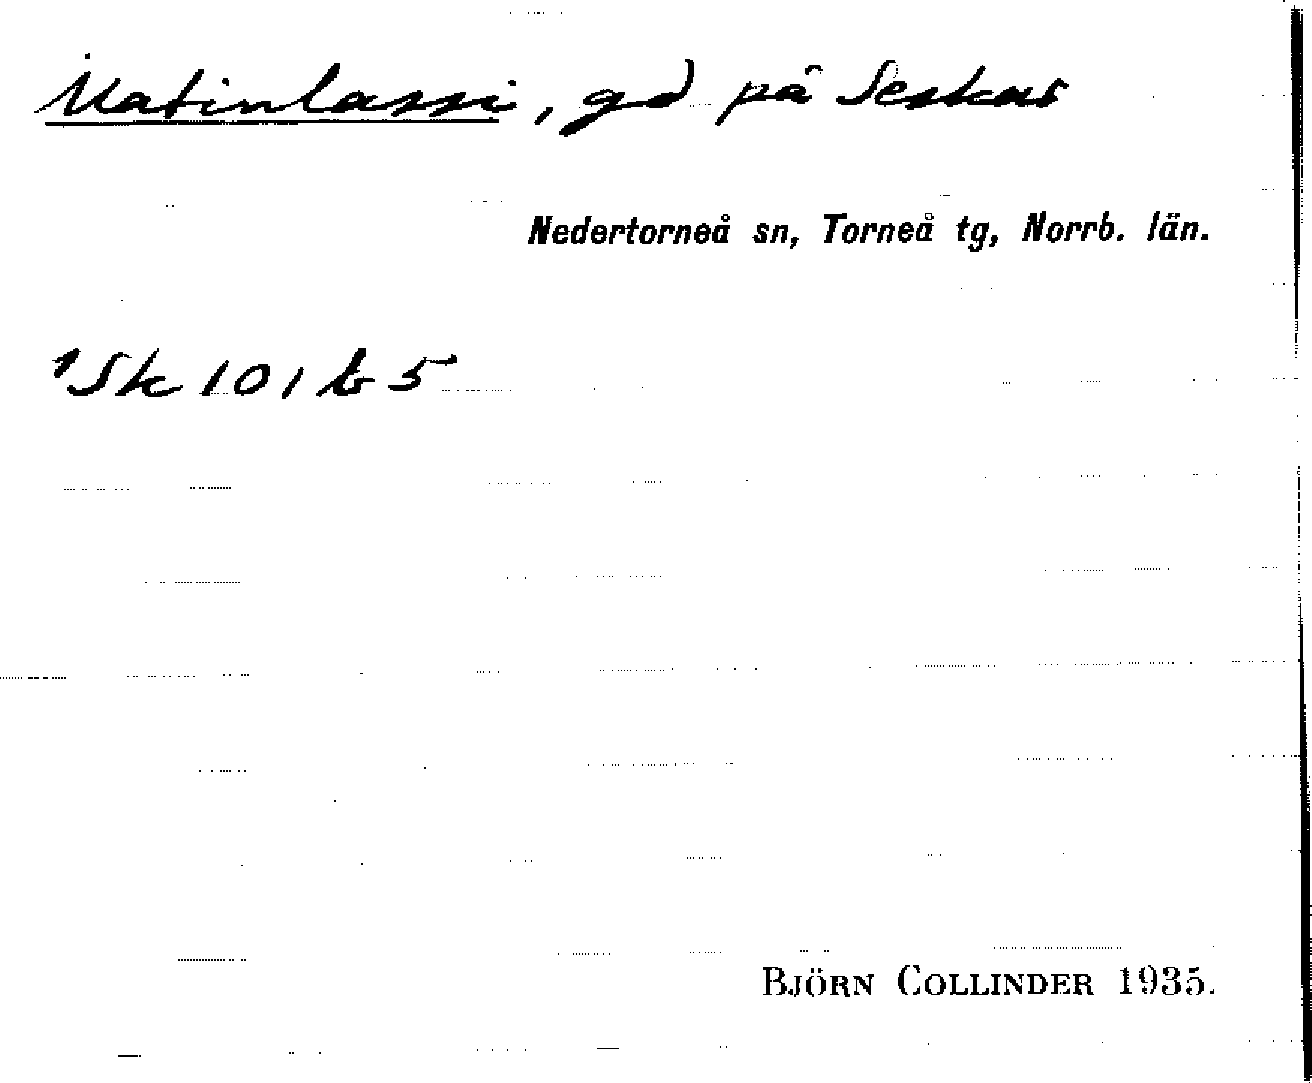 Matinlassi, gd på Seskar
Nedertorneå sn, Torneå tg, Norrb. län.
1Sk 101 b 5
BJÖRN COLLINDER 1935.